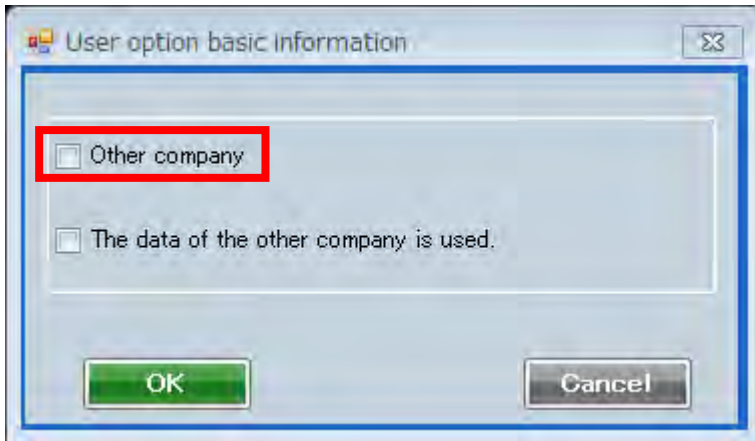 User option basic information
Other company
The data of the other company is used.
OK
Cancel